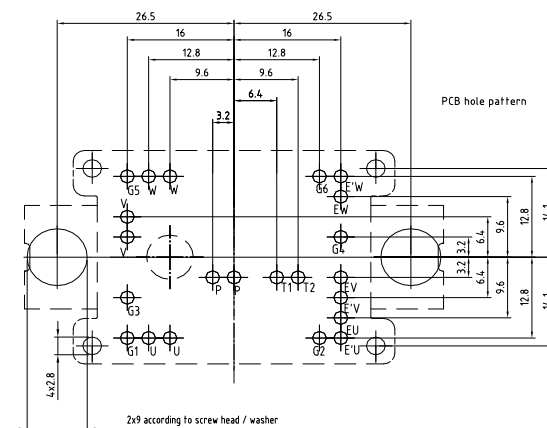 26.5 26.5
16 16
12.8 12.8
9.6 9.6
6.4
3.2
PCB hole pattern
G5 W W G6 E'W
EW
V
V G4
3.2 6.4 9.6 12.8
P P T1 T2 EV
3.2 6.4 9.6 12.8
G3 E'V
EU
G1 U U G2 E'U
4x2.8
2x9 according to screw head / washer